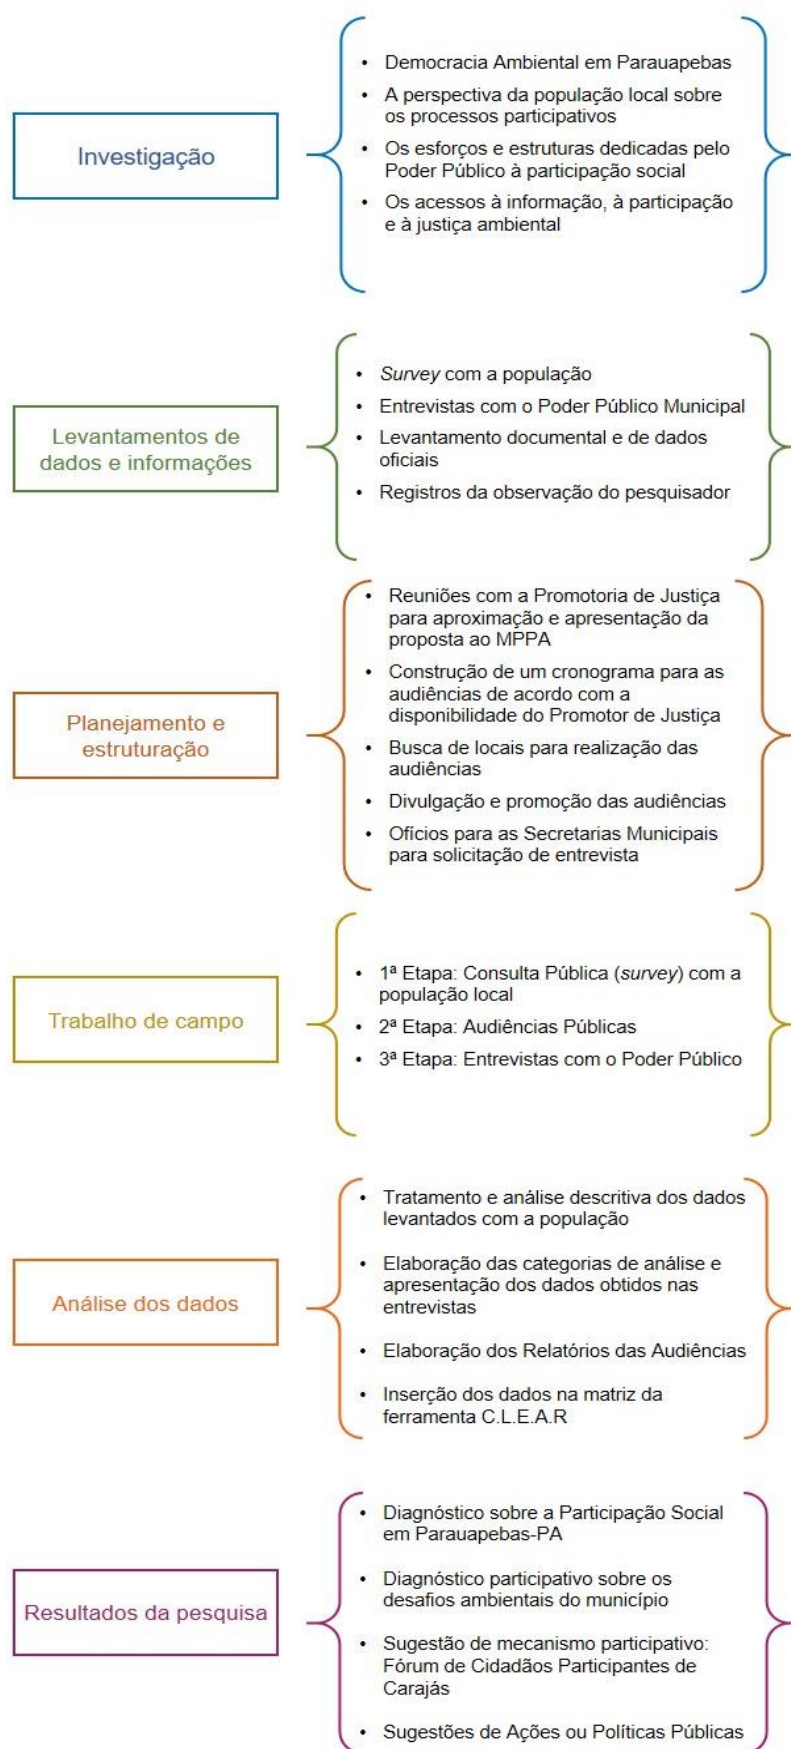 Investigação
• Democracia Ambiental em Parauapebas
• A perspectiva da população local sobre
os processos participativos
• Os esforços e estruturas dedicadas pelo
Poder Público à participação social
• Os acessos à informação, à participação
e à justiça ambiental
Levantamentos de
dados e informações
• Survey com a população
• Entrevistas com o Poder Público Municipal
• Levantamento documental e de dados
oficiais
• Registros da observação do pesquisador
Planejamento e
estruturação
• Reuniões com a Promotoria de Justiça
para aproximação e apresentação da
proposta ao MPPA
• Construção de um cronograma para as
audiências de acordo com a
disponibilidade do Promotor de Justiça
• Busca de locais para realização das
audiências
• Divulgação e promoção das audiências
• Ofícios para as Secretarias Municipais
para solicitação de entrevista
Trabalho de campo
• 1ª Etapa: Consulta Pública (survey) com a
população local
• 2ª Etapa: Audiências Públicas
• 3ª Etapa: Entrevistas com o Poder Público
Análise dos dados
• Tratamento e análise descritiva dos dados
levantados com a população
• Elaboração das categorias de análise e
apresentação dos dados obtidos nas
entrevistas
• Elaboração dos Relatórios das Audiências
• Inserção dos dados na matriz da
ferramenta C.L.E.A.R
Resultados da pesquisa
• Diagnóstico sobre a Participação Social
em Parauapebas-PA
• Diagnóstico participativo sobre os
desafios ambientais do município
• Sugestão de mecanismo participativo:
Fórum de Cidadãos Participantes de
Carajás
• Sugestões de Ações ou Políticas Públicas